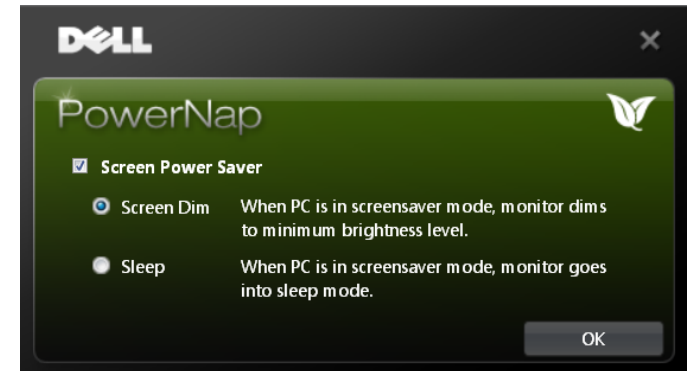 DELL
PowerNap
Screen Power Saver
Screen Dim When PC is in screensaver mode, monitor dims
to minimum brightness level.
Sleep When PC is in screensaver mode, monitor goes
into sleep mode.
OK